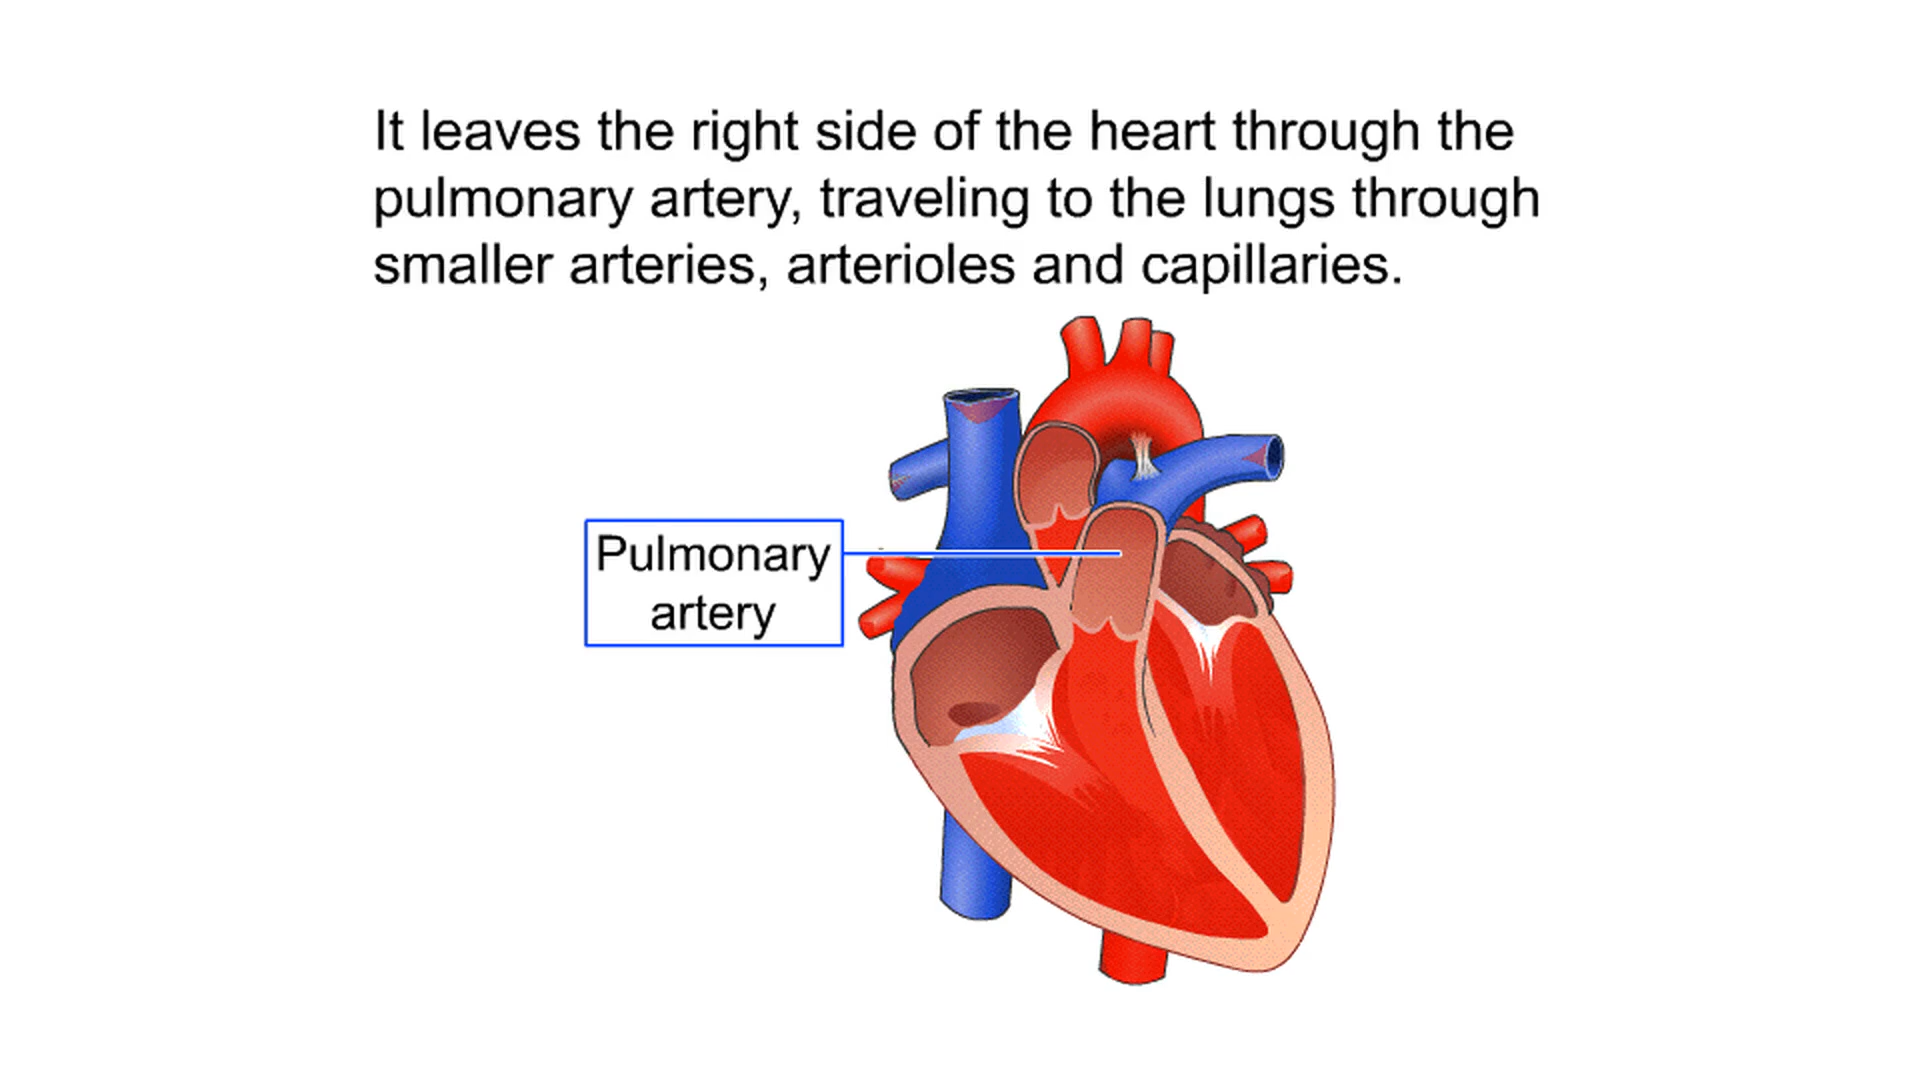 It leaves the right side of the heart through the
pulmonary artery, traveling to the lungs through
smaller arteries, arterioles and capillaries.
Pulmonary
artery